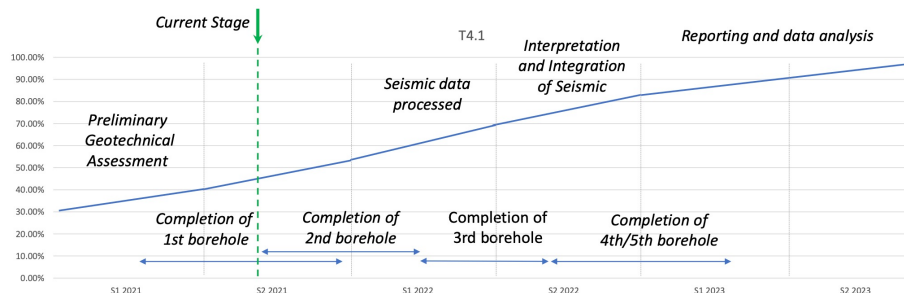 Current Stage
T4.1
Interpretation
and Integration
of Seismic
Reporting and data analysis
100.00%
90.00%
80.00%
70.00%
60.00%
50.00%
40.00%
30.00%
20.00%
10.00%
0.00%
Seismic data
processed
Preliminary
Geotechnical
Assessment
Completion of
1st borehole
Completion of
2nd borehole
Completion of
3rd borehole
Completion of
4th/5th borehole
S1 2021
S2 2021
S1 2022
S2 2022
S1 2023
S2 2023